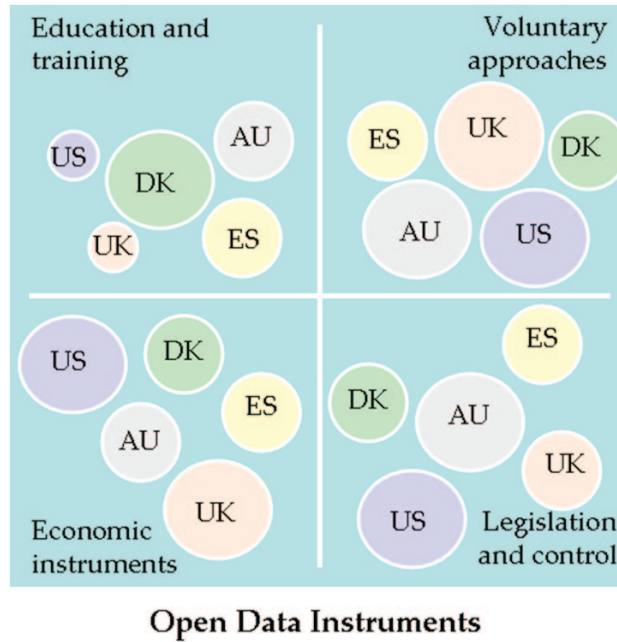 Education and
training
US
DK
AU
UK
ES
Voluntary
approaches
ES
UK
DK
AU
US
US
DK
ES
AU
UK
Economic
instruments
ES
DK
AU
UK
US
Legislation
and control
Open Data Instruments